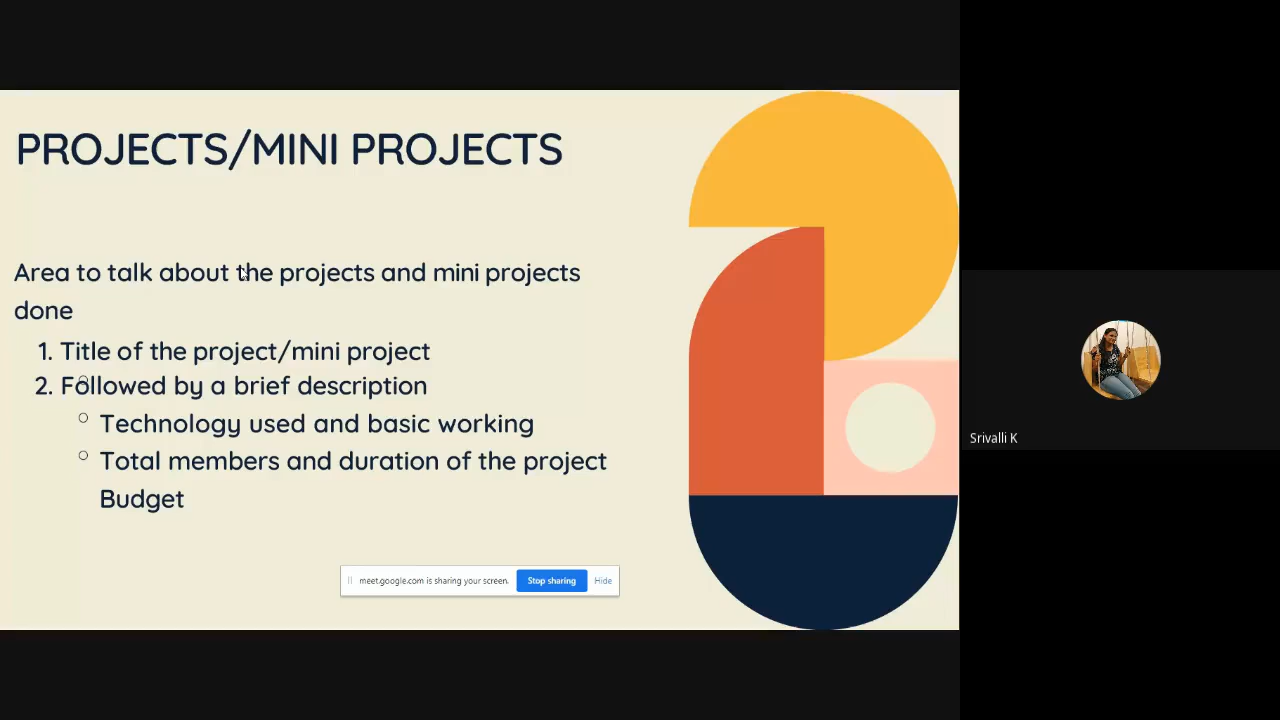 PROJECTS/MINI PROJECTS
Area to talk about the projects and mini projects
done
1. Title of the project/mini project
2. Followed by a brief description
Technology used and basic working
Total members and duration of the project
Budget
meet.google.com is sharing your screen.
Stop sharing
Hide
Srivalli K